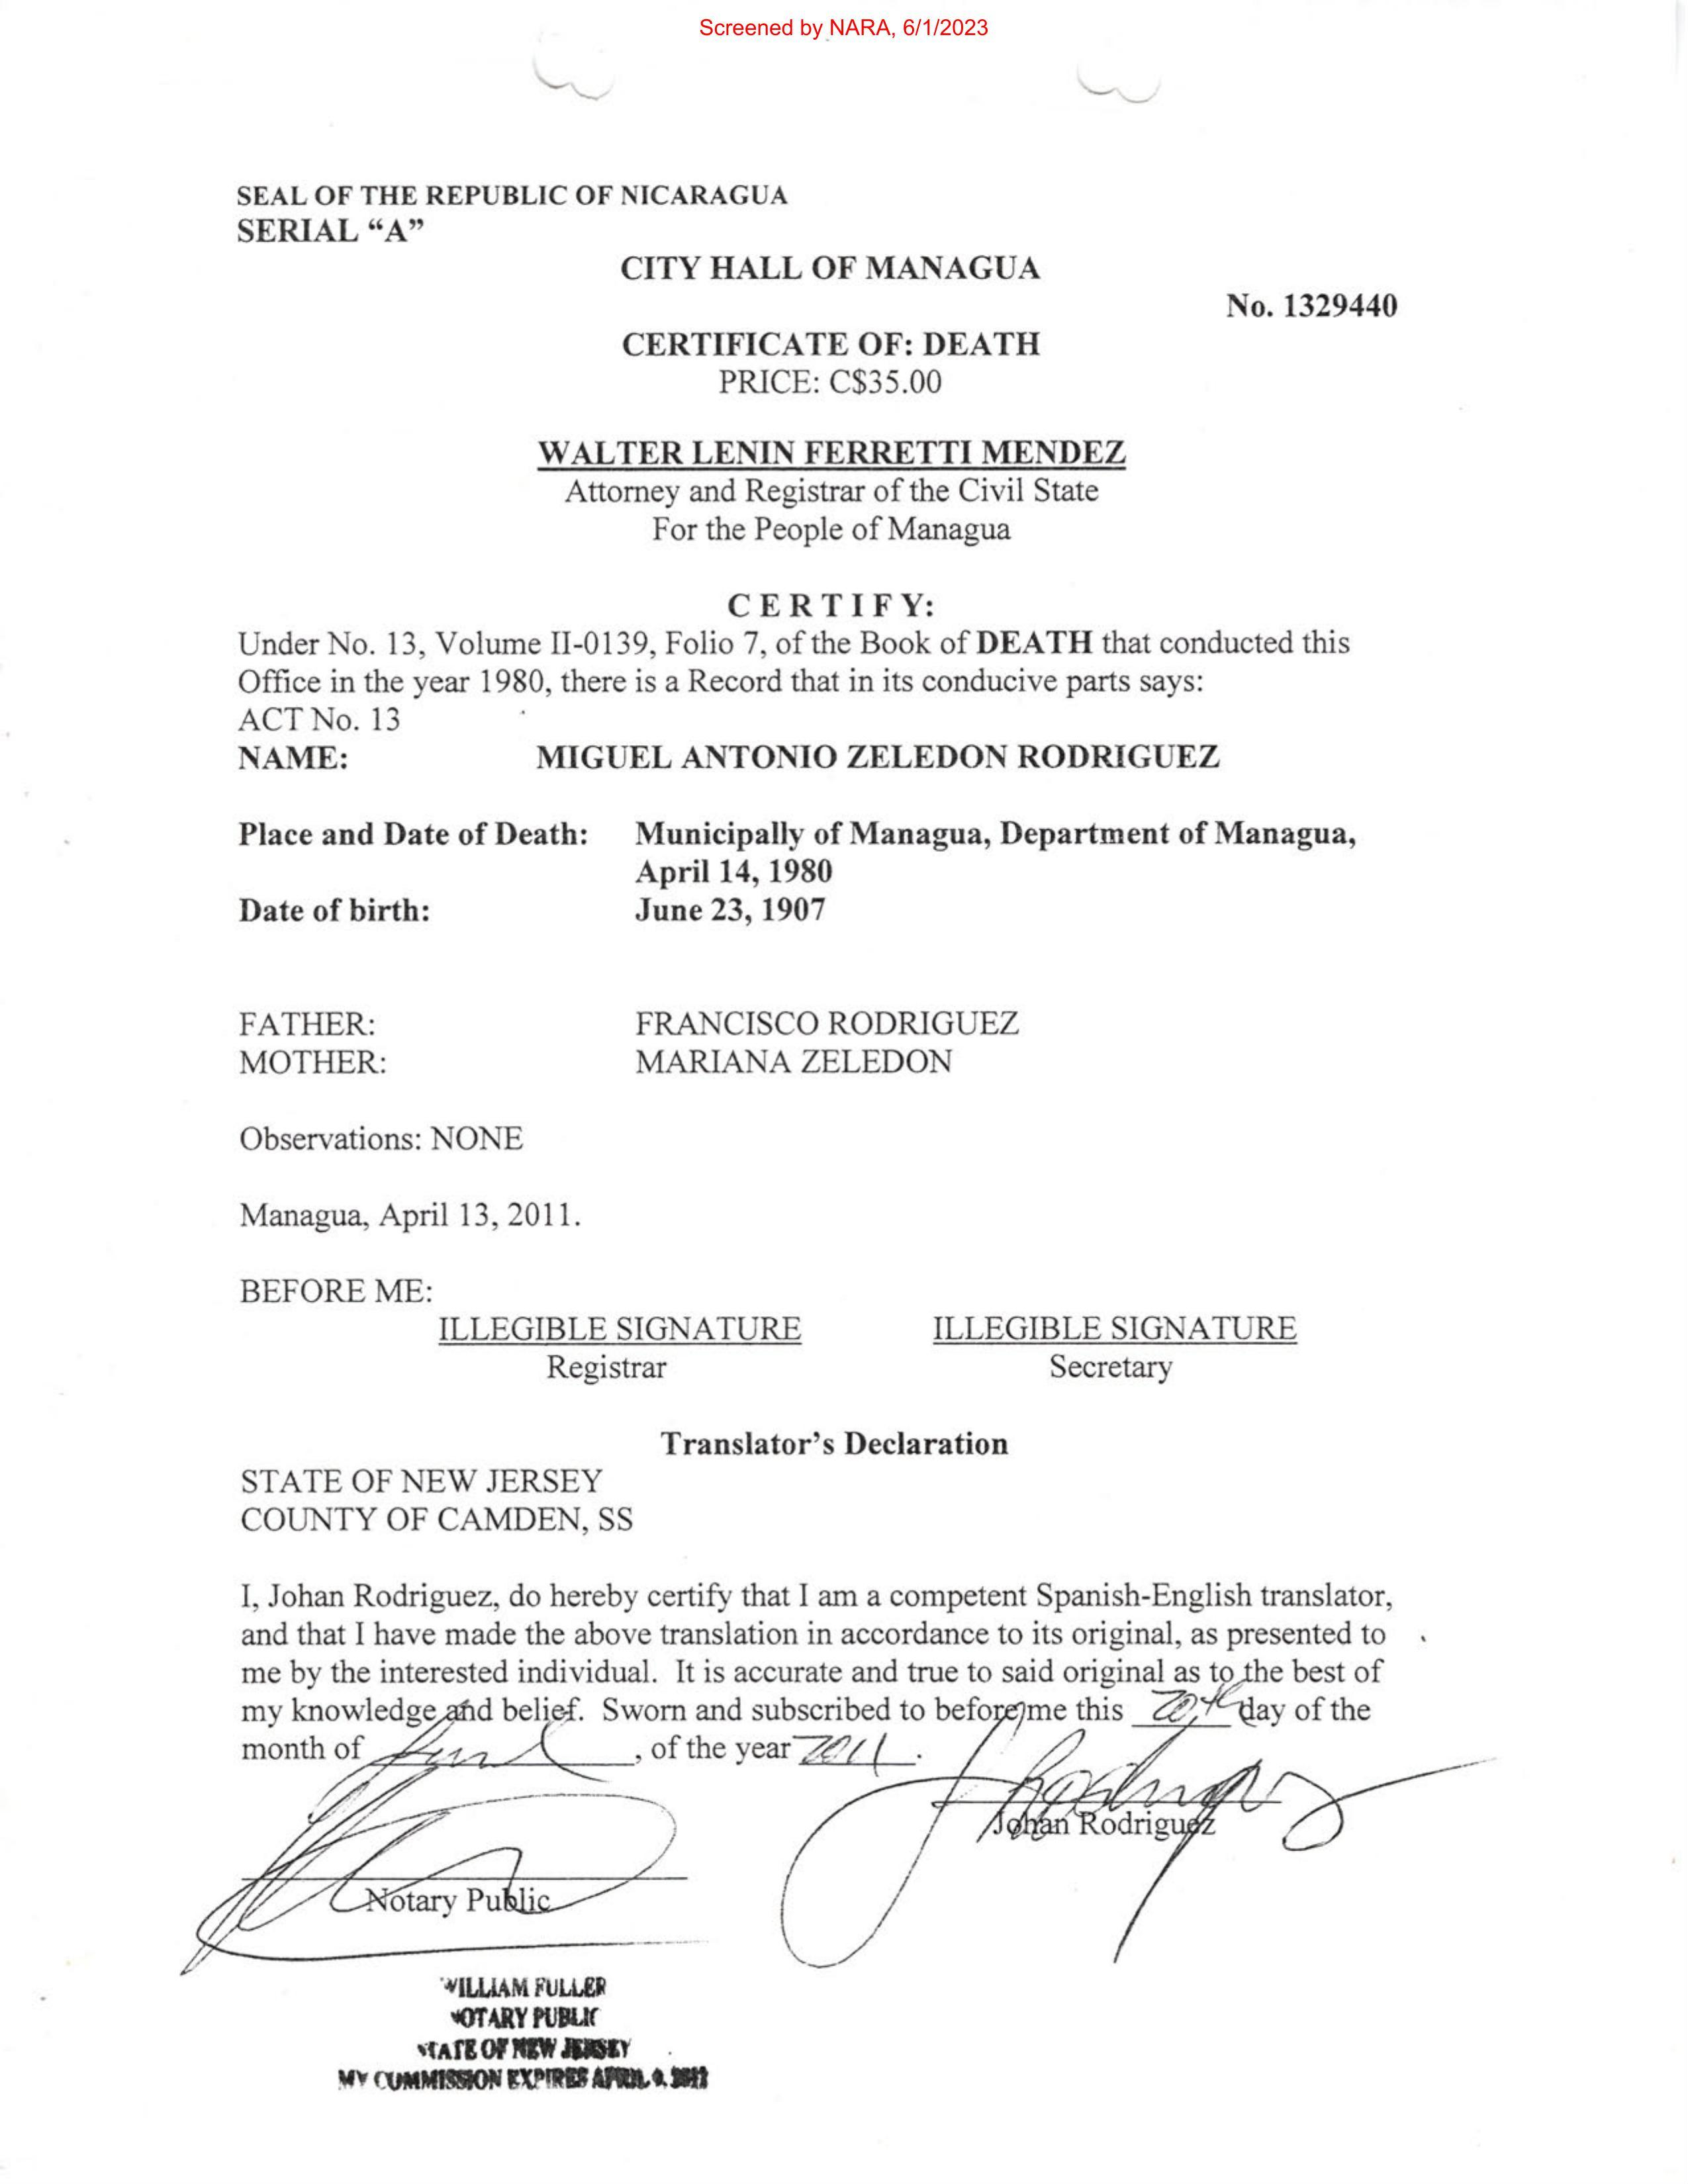 Screened by NARA, 6/1/2023
SEAL OF THE REPUBLIC OF NICARAGUA
SERIAL “A”
CITY HALL OF MANAGUA
No. 1329440
CERTIFICATE OF: DEATH
PRICE: C$35.00
WALTER LENIN FERRETTI MENDEZ
Attorney and Registrar of the Civil State
For the People of Managua
CERTIFY:
Under No. 13, Volume II-0139, Folio 7, of the Book of DEATH that conducted this
Office in the year 1980, there is a Record that in its conducive parts says:
ACT No. 13
NAME: MIGUEL ANTONIO ZELEDON RODRIGUEZ
Place and Date of Death: Municipally of Managua, Department of Managua,
April 14, 1980
Date of birth: June 23, 1907
FATHER: FRANCISCO RODRIGUEZ
MOTHER: MARIANA ZELEDON
Observations: NONE
Managua, April 13, 2011.
BEFORE ME:
ILLEGIBLE SIGNATURE ILLEGIBLE SIGNATURE
Registrar Secretary
Translator’s Declaration
STATE OF NEW JERSEY
COUNTY OF CAMDEN, SS
I, Johan Rodriguez, do hereby certify that I am a competent Spanish-English translator,
and that I have made the above translation in accordance to its original, as presented to
me by the interested individual. It is accurate and true to said original as to the best of
my knowledge and belief. Sworn and subscribed to before me this 20th day of the
month of , of the year 2011.
Johan Rodriguez
Notary Public
WILLIAM FULLER
NOTARY PUBLIC
STATE OF NEW JERSEY
MY COMMISSION EXPIRES APRIL